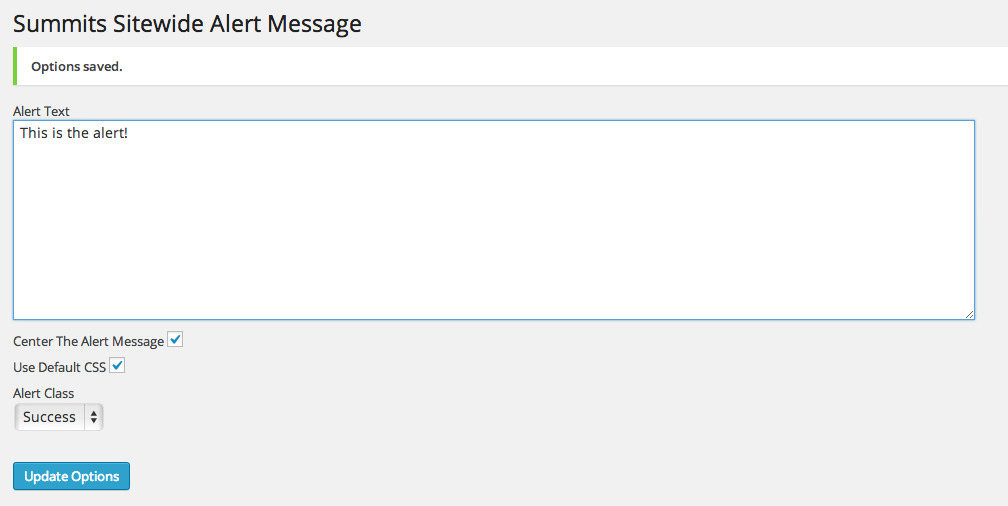 Summits Sitewide Alert Message
Options saved.
Alert Text
This is the alert!
Center The Alert Message
Use Default CSS
Alert Class
Success
Update Options